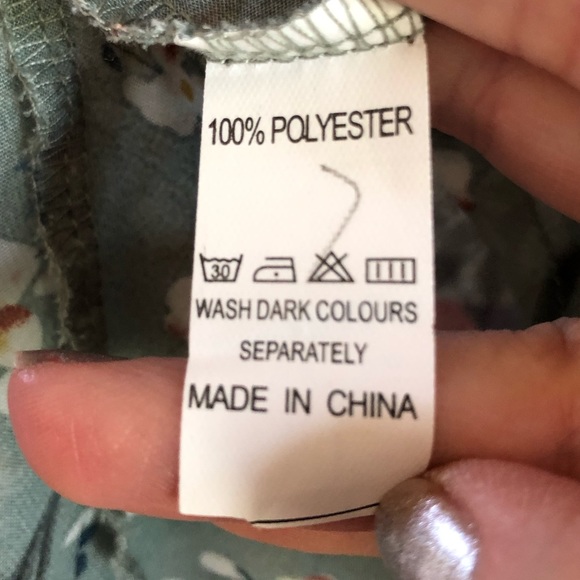 100% POLYESTER
30
WASH DARK COLOURS
SEPARATELY
MADE IN CHINA